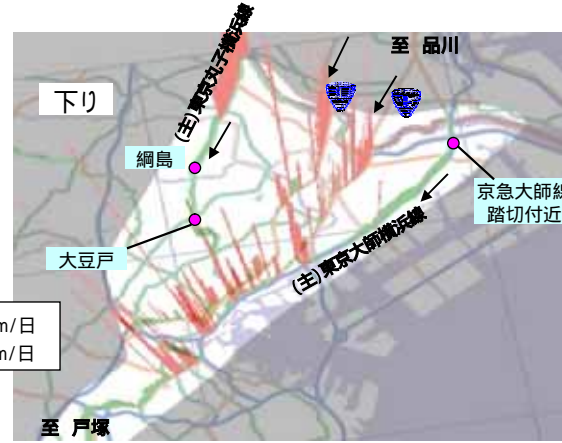 至 品川
(主)東京丸子横浜線
下り
綱島
京急大師線
踏切付近
大豆戸
(主)東京大師横浜線
m/日
m/日
至 戸塚